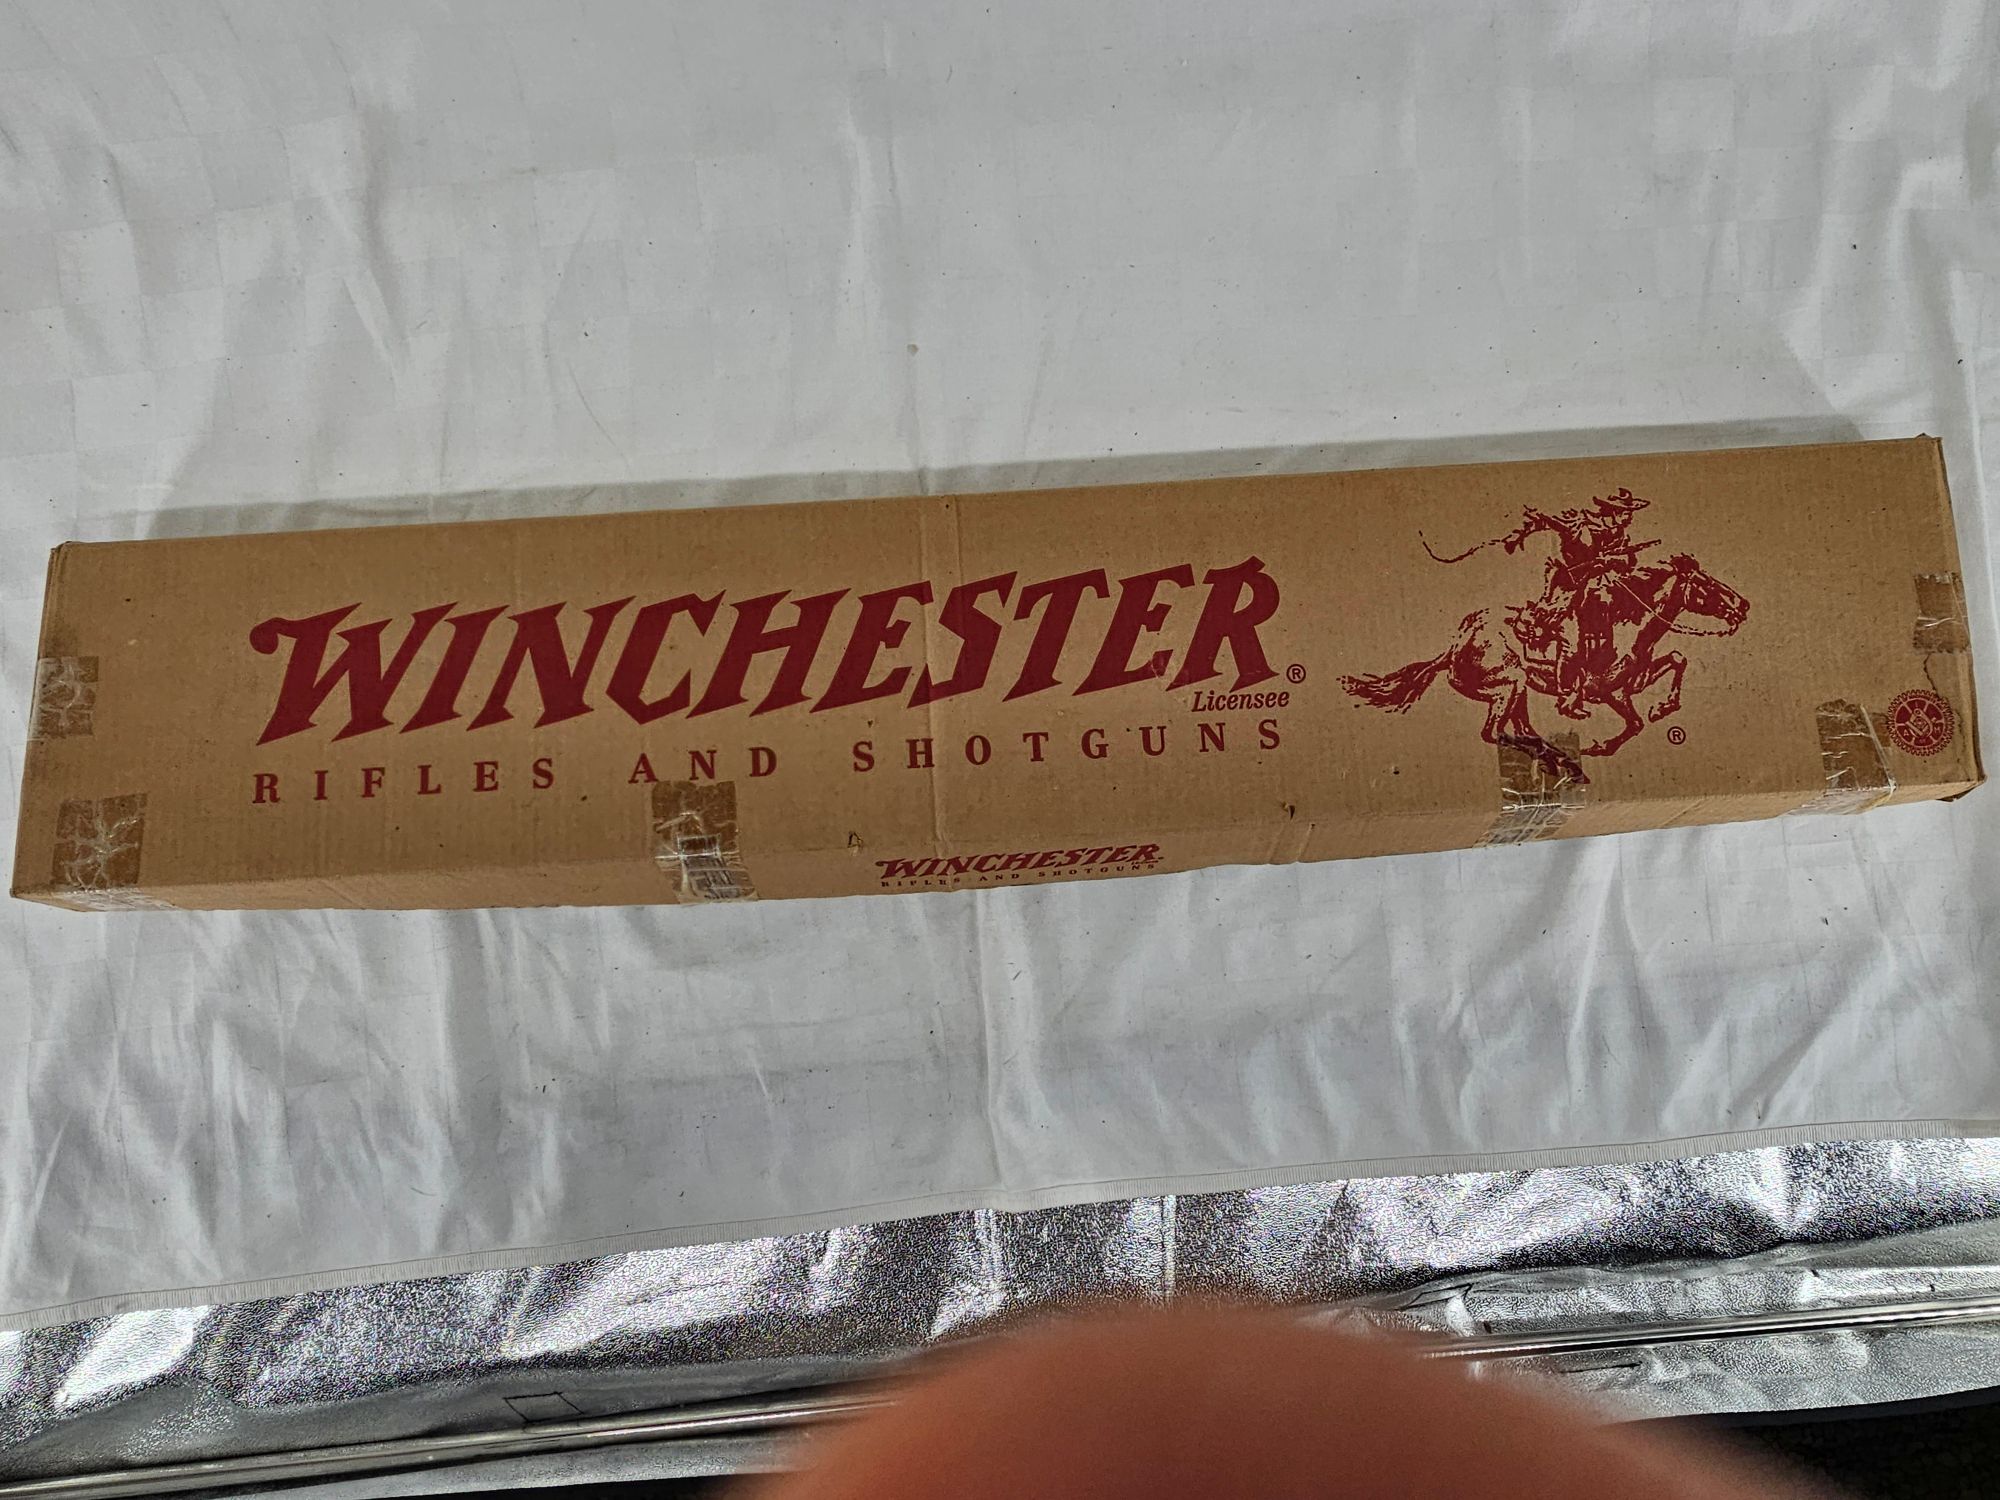 WINCHESTER®
Licensee
RIFLES AND SHOTGUNS
®
WINCHESTER
RIFLES AND SHOTGUNS